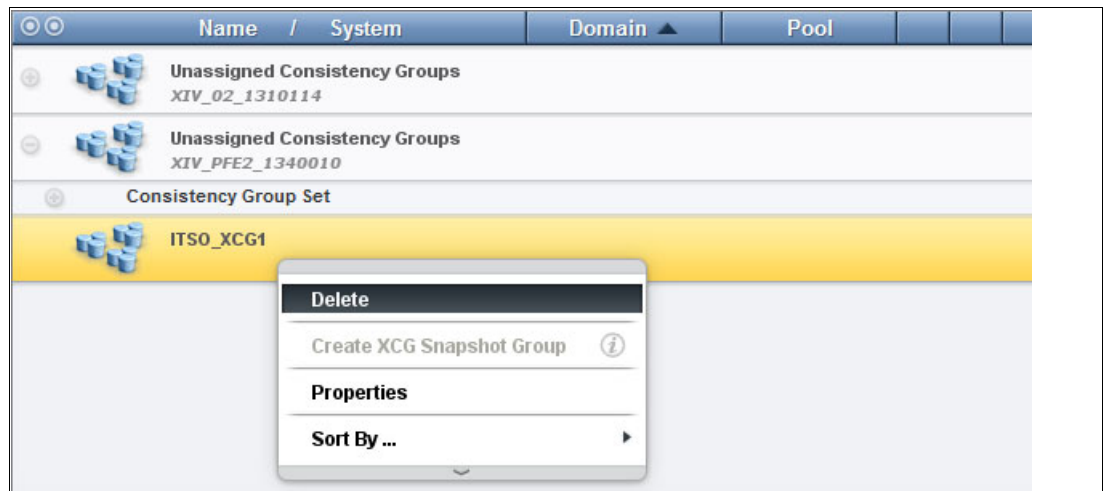 Name / System Domain Pool
Unassigned Consistency Groups
XIV_02_1310114
Unassigned Consistency Groups
XIV_PFE2_1340010
Consistency Group Set
ITSO_XCG1
Delete
Create XCG Snapshot Group
Properties
Sort By ...